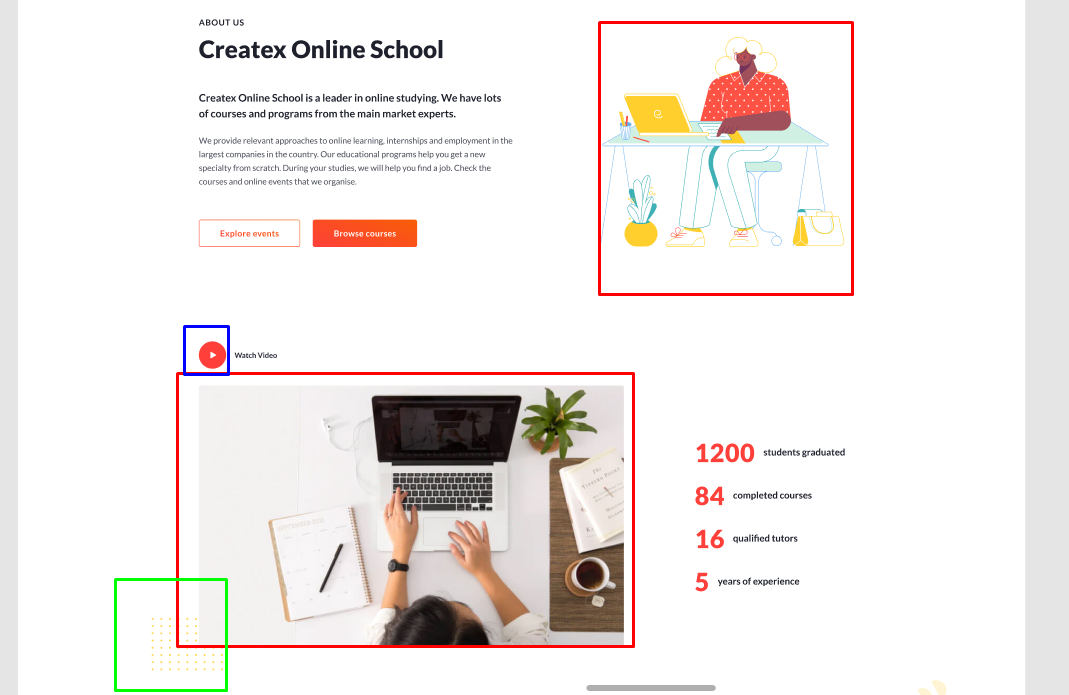 ABOUT US
Createx Online School
Createx Online School is a leader in online studying. We have lots
of courses and programs from the main market experts.
We provide relevant approaches to online learning, internships and employment in the
largest companies in the country. Our educational programs help you get a new
specialty from scratch. During your studies, we will help you find a job. Check the
courses and online events that we organise.
Explore events
Browse courses
Watch Video
1200 students graduated
84 completed courses
16 qualified tutors
5 years of experience